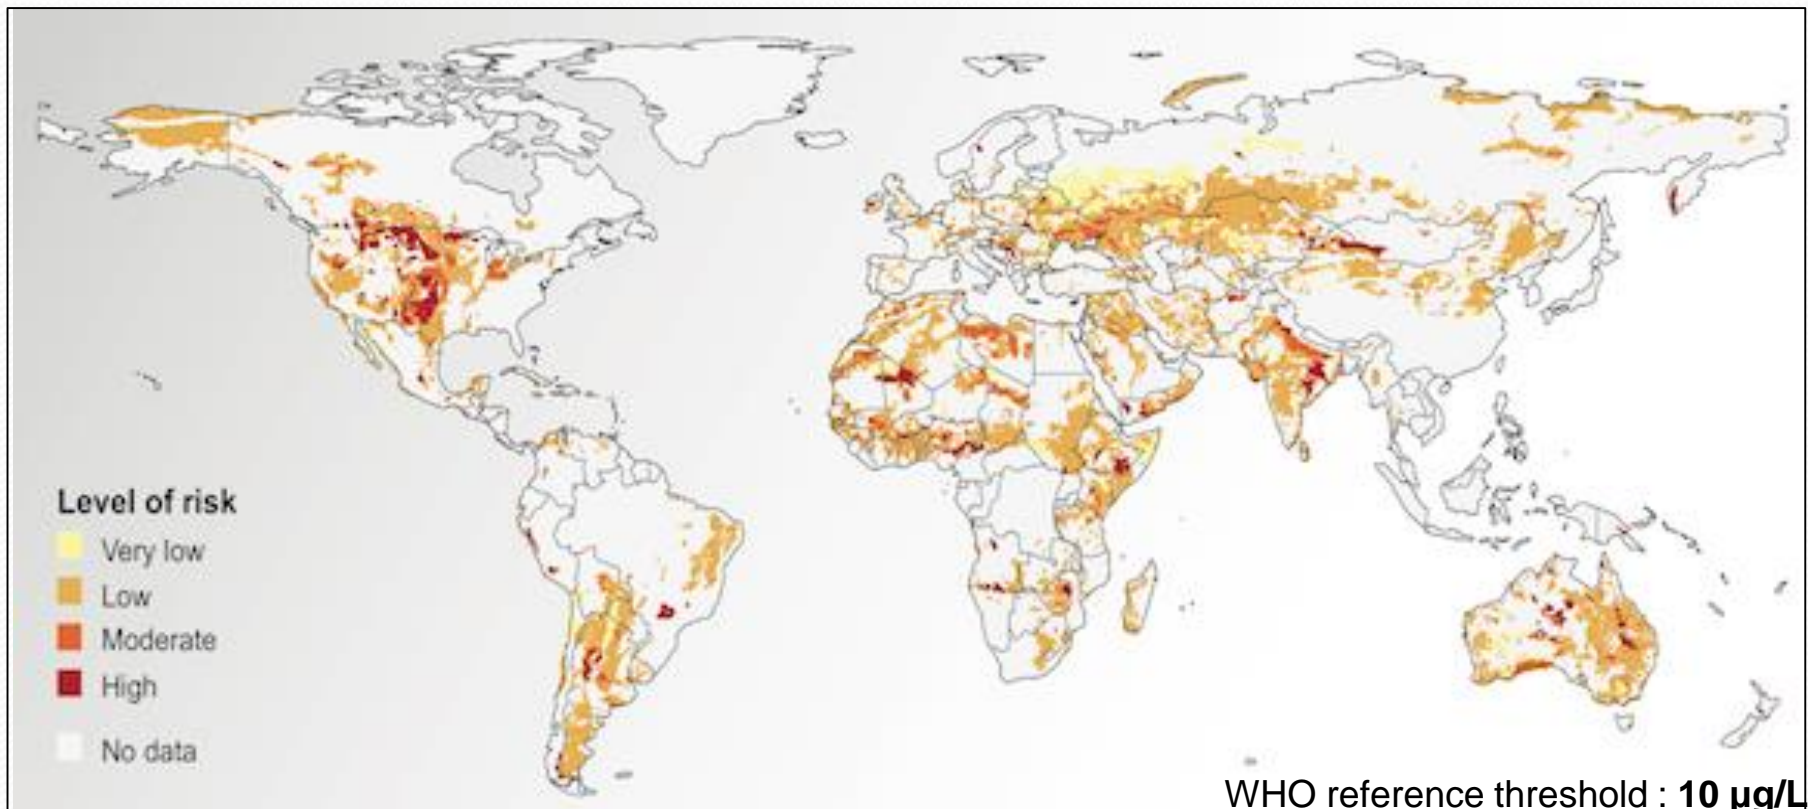 Level of risk
Very low
Low
Moderate
High
No data
WHO reference threshold : 10 µg/L